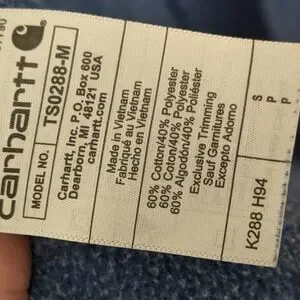 carhartt
MODEL NO.
TS0288-M
Carhartt, Inc. P.O. Box 600
Dearborn, MI 48121 USA
carhartt.com
Made in Vietnam
Fabriqué au Vietnam
Hecho en Vietnam
60% Cotton/40% Polyester
60% Coton/40% Polyester
60% Algodón/40% Poliéster
Exclusive Trimming
Sauf Garnitures
Excepto Adorno
K288 H94
S
P
P